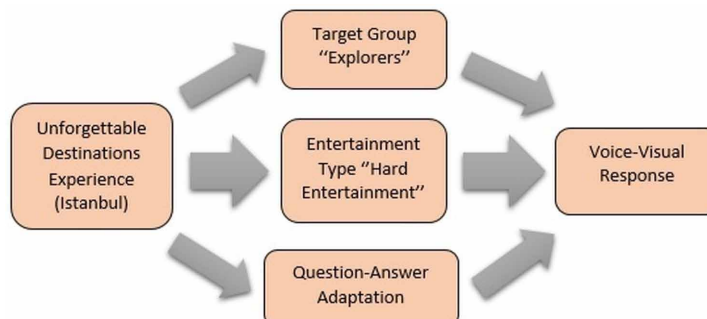 Target Group
“Explorers”
Unforgettable
Destinations
Experience
(Istanbul)
Entertainment
Type “Hard
Entertainment”
Voice-Visual
Response
Question-Answer
Adaptation